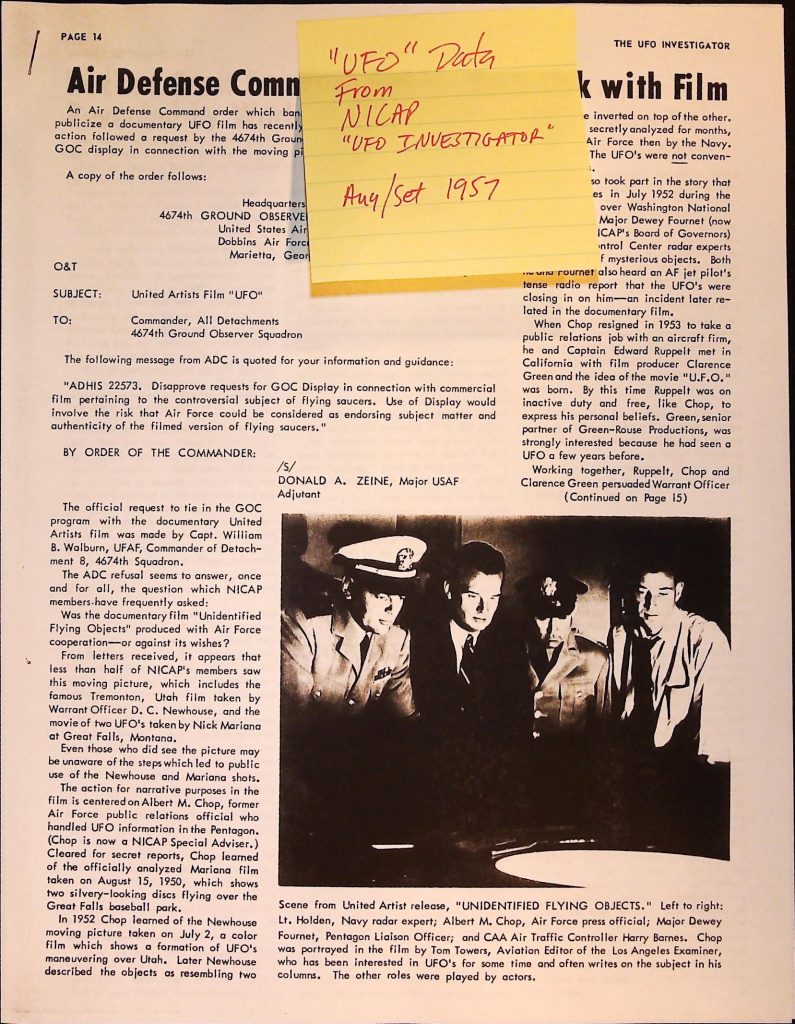 PAGE 14
THE UFO INVESTIGATOR
Air Defense Comm
k with Film
"UFO" Data
From
NICAP
"UFO INVESTIGATOR"
Aug/Set 1957
An Air Defense Command order which ban
publicize a documentary UFO film has recently
action followed a request by the 4674th Groun
GOC display in connection with the moving pi
A copy of the order follows:
Headquarters
4674th GROUND OBSERVE
United States Air
Dobbins Air Forc
Marietta, Geor
O&T
SUBJECT: United Artists Film "UFO"
TO: Commander, All Detachments
4674th Ground Observer Squadron
The following message from ADC is quoted for your information and guidance:
"ADHIS 22573. Disapprove requests for GOC Display in connection with commercial
film pertaining to the controversial subject of flying saucers. Use of Display would
involve the risk that Air Force could be considered as endorsing subject matter and
authenticity of the filmed version of flying saucers."
BY ORDER OF THE COMMANDER:
/S/
DONALD A. ZEINE, Major USAF
Adjutant
The official request to tie in the GOC
program with the documentary United
Artists film was made by Capt. William
B. Walburn, UFAF, Commander of Detach-
ment 8, 4674th Squadron.
The ADC refusal seems to answer, once
and for all, the question which NICAP
members have frequently asked:
Was the documentary film "Unidentified
Flying Objects" produced with Air Force
cooperation—or against its wishes?
From letters received, it appears that
less than half of NICAP's members saw
this moving picture, which includes the
famous Tremonton, Utah film taken by
Warrant Officer D. C. Newhouse, and the
movie of two UFO's taken by Nick Mariana
at Great Falls, Montana.
Even those who did see the picture may
be unaware of the steps which led to public
use of the Newhouse and Mariana shots.
The action for narrative purposes in the
film is centered on Albert M. Chop, former
Air Force public relations official who
handled UFO information in the Pentagon.
(Chop is now a NICAP Special Adviser.)
Cleared for secret reports, Chop learned
of the officially analyzed Mariana film
taken on August 15, 1950, which shows
two silvery-looking discs flying over the
Great Falls baseball park.
In 1952 Chop learned of the Newhouse
moving picture taken on July 2, a color
film which shows a formation of UFO's
maneuvering over Utah. Later Newhouse
described the objects as resembling two
e inverted on top of the other.
secretly analyzed for months,
Air Force then by the Navy.
The UFO's were not conven-
s.
so took part in the story that
es in July 1952 during the
over Washington National
Major Dewey Fournet (now
ICAP's Board of Governors)
ntrol Center radar experts
f mysterious objects. Both
he and Fournet also heard an AF jet pilot's
tense radio report that the UFO's were
closing in on him—an incident later re-
lated in the documentary film.
When Chop resigned in 1953 to take a
public relations job with an aircraft firm,
he and Captain Edward Ruppelt met in
California with film producer Clarence
Green and the idea of the movie "U.F.O."
was born. By this time Ruppelt was on
inactive duty and free, like Chop, to
express his personal beliefs. Green, senior
partner of Green-Rouse Productions, was
strongly interested because he had seen a
UFO a few years before.
Working together, Ruppelt, Chop and
Clarence Green persuaded Warrant Officer
(Continued on Page 15)
Scene from United Artist release, "UNIDENTIFIED FLYING OBJECTS." Left to right:
Lt. Holden, Navy radar expert; Albert M. Chop, Air Force press official; Major Dewey
Fournet, Pentagon Liaison Officer; and CAA Air Traffic Controller Harry Barnes. Chop
was portrayed in the film by Tom Towers, Aviation Editor of the Los Angeles Examiner,
who has been interested in UFO's for some time and often writes on the subject in his
columns. The other roles were played by actors.